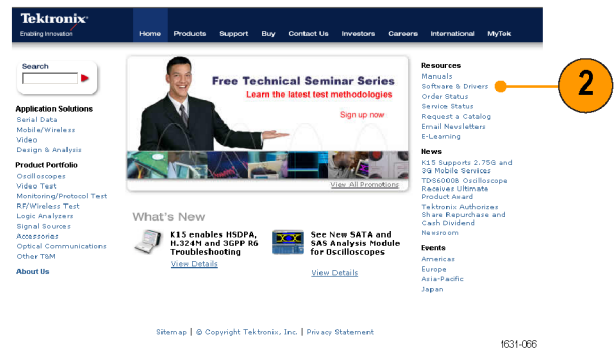 Tektronix
Enabling Innovation
Home Products Support Buy Contact Us Investors Careers International MyTek
Search
Application Solutions
Serial Data
Mobile/Wireless
Video
Design & Analysis
Product Portfolio
Oscilloscopes
Video Test
Monitoring/Protocol Test
RF/Wireless Test
Logic Analyzers
Signal Sources
Accessories
Optical Communications
Other T&M
About Us
Free Technical Seminar Series
Learn the latest test methodologies
Sign up now
View All Promotions
What's New
K15 enables HSDPA,
H.324M and 3GPP R6
Troubleshooting
View Details
See New SATA and
SAS Analysis Module
for Oscilloscopes
View Details
Resources
Manuals
Software & Drivers
Order Status
Service Status
Request a Catalog
Email Newsletters
E-Learning
News
K15 Supports 2.75G and
3G Mobile Services
TDS6000B Oscilloscope
Receives Ultimate
Product Award
Tektronix Authorizes
Share Repurchase and
Cash Dividend
Newsroom
Events
Americas
Europe
Asia-Pacific
Japan
2
Sitemap | © Copyright Tektronix, Inc. | Privacy Statement
1631-066